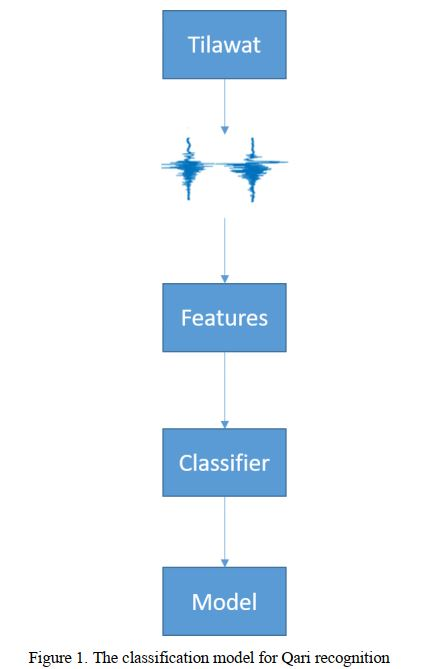 Tilawat
Features
Classifier
Model
Figure 1. The classification model for Qari recognition